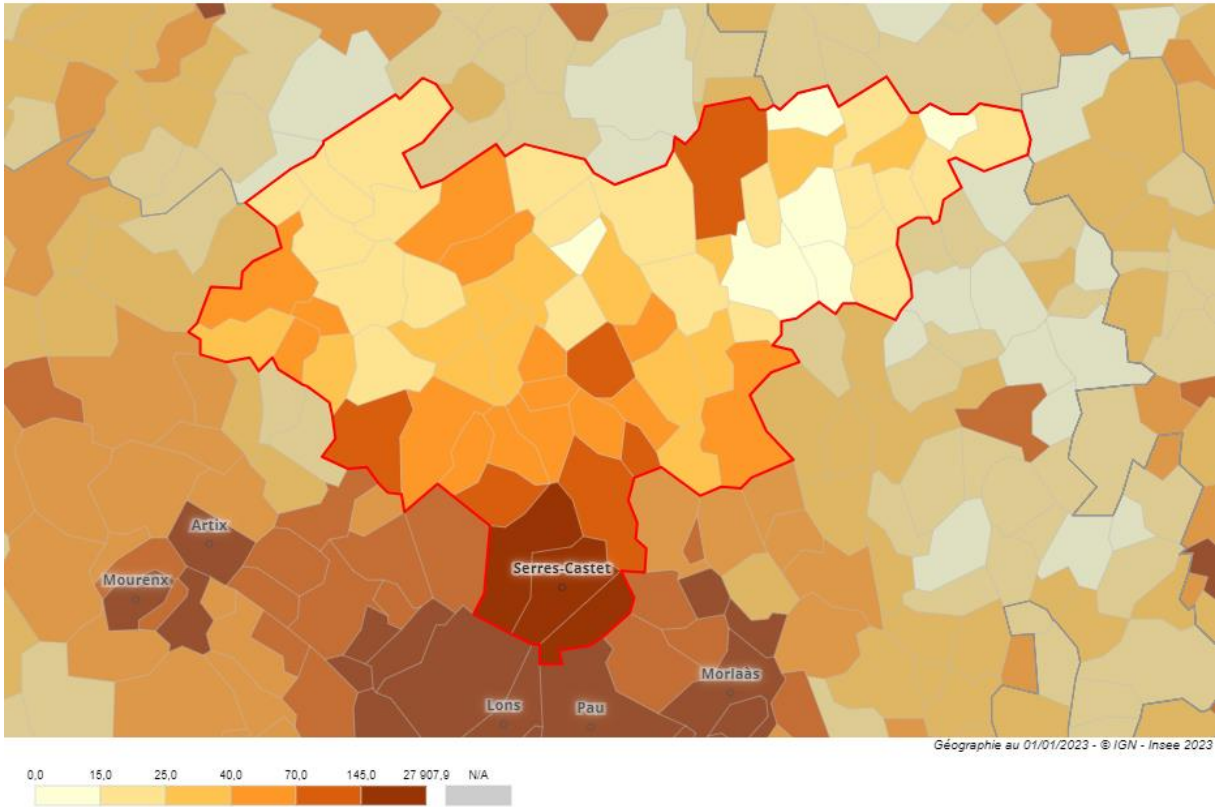 Artix
Mourenx
Serres-Castet
Morlaàs
Lons
Pau
Géographie au 01/01/2023 - © IGN - Insee 2023
0,0 15,0 25,0 40,0 70,0 145,0 27 907,9 N/A